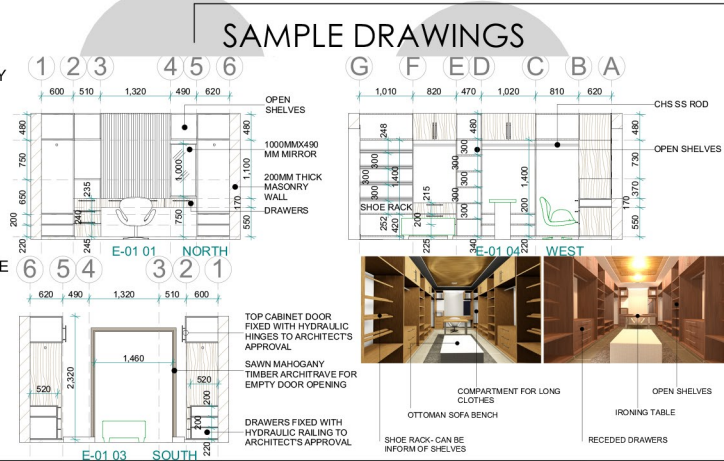 SAMPLE DRAWINGS
Y
1 2 3 4 5 6
600 510 1,320 490 620
480
750
650
200
220
235
240
245
1,000
750
480
1,100
170
550
OPEN
SHELVES
1000MMX490
MM MIRROR
200MM THICK
MASONRY
WALL
DRAWERS
E-01 01 NORTH
G F E D C B A
1,010 820 470 1,020 810 620
248
300
300
300
300
1,400
SHOE RACK
252
420
200
215
225
300
300
300
300
340
480
1,400
200
220
480
730
370
170
550
CHS SS ROD
OPEN SHELVES
E-01 04 WEST
E
6 5 4 3 2 1
620 490 1,320 510 600
520
2,320
1,460
520
200
200
220
TOP CABINET DOOR
FIXED WITH HYDRAULIC
HINGES TO ARCHITECT'S
APPROVAL
SAWN MAHOGANY
TIMBER ARCHITRAVE FOR
EMPTY DOOR OPENING
DRAWERS FIXED WITH
HYDRAULIC RAILING TO
ARCHITECT'S APPROVAL
E-01 03 SOUTH
COMPARTMENT FOR LONG
CLOTHES
OTTOMAN SOFA BENCH
SHOE RACK- CAN BE
INFORM OF SHELVES
OPEN SHELVES
IRONING TABLE
RECEDED DRAWERS